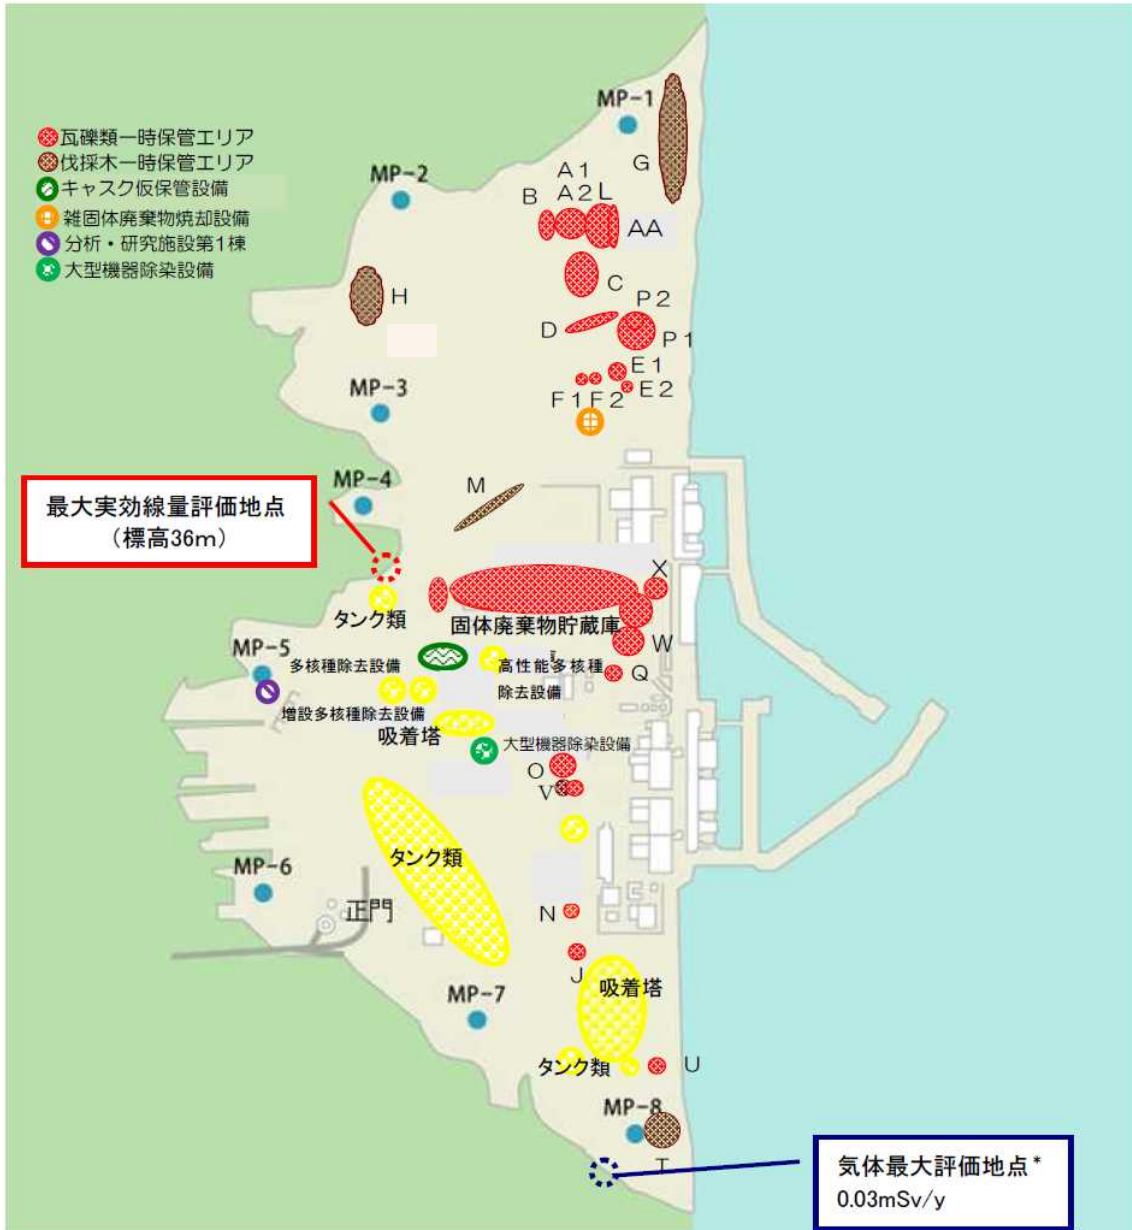 MP-1
瓦礫類一時保管エリア
伐採木一時保管エリア
キャスク仮保管設備
雑固体廃棄物焼却設備
分析・研究施設第1棟
大型機器除染設備
MP-2
G
A1
B
A2
L
AA
C
H
P2
D
P1
E1
E2
MP-3
F1
F2
MP-4
M
最大実効線量評価地点
(標高36m)
X
タンク類
固体廃棄物貯蔵庫
W
MP-5
多核種除去設備
高性能多核種
除去設備
Q
増設多核種除去設備
吸着塔
大型機器除染設備
O
V
タンク類
MP-6
正門
N
J
MP-7
吸着塔
タンク類
U
MP-8
T
気体最大評価地点*
0.03mSv/y